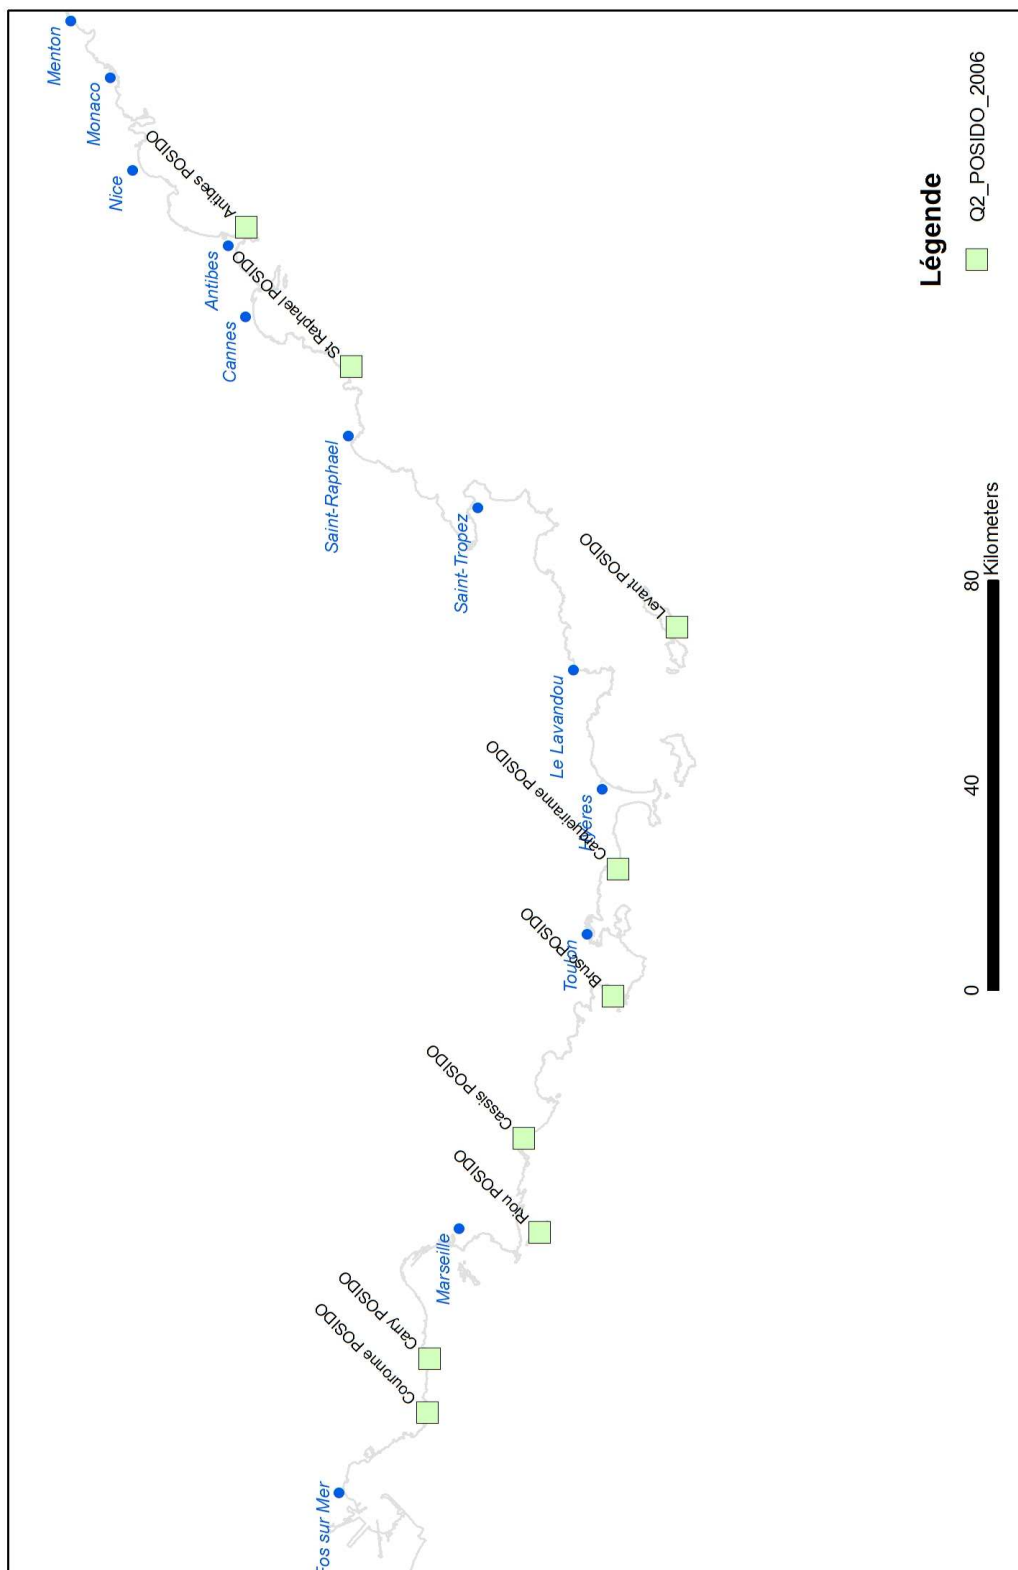 Menton
Monaco
Nice
Antibes POSIDO
Antibes
Cannes
St Raphael POSIDO
Saint-Raphael
Saint-Tropez
Levant POSIDO
Le Lavandou
Hyères
Carqueiranne POSIDO
Toulon
Brusc POSIDO
Cassis POSIDO
Riou POSIDO
Marseille
Carry POSIDO
Couronne POSIDO
Fos sur Mer
Légende
Q2_POSIDO_2006
0 40 80
Kilometers